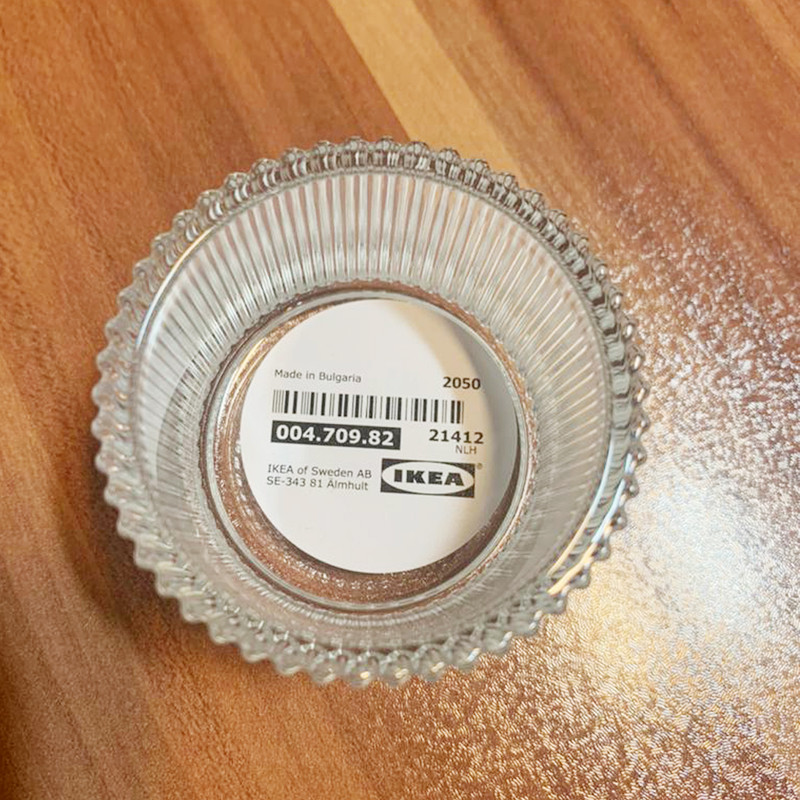 Made in Bulgaria 2050
004.709.82 21412
NLH
IKEA of Sweden AB
SE-343 81 Älmhult
IKEA®